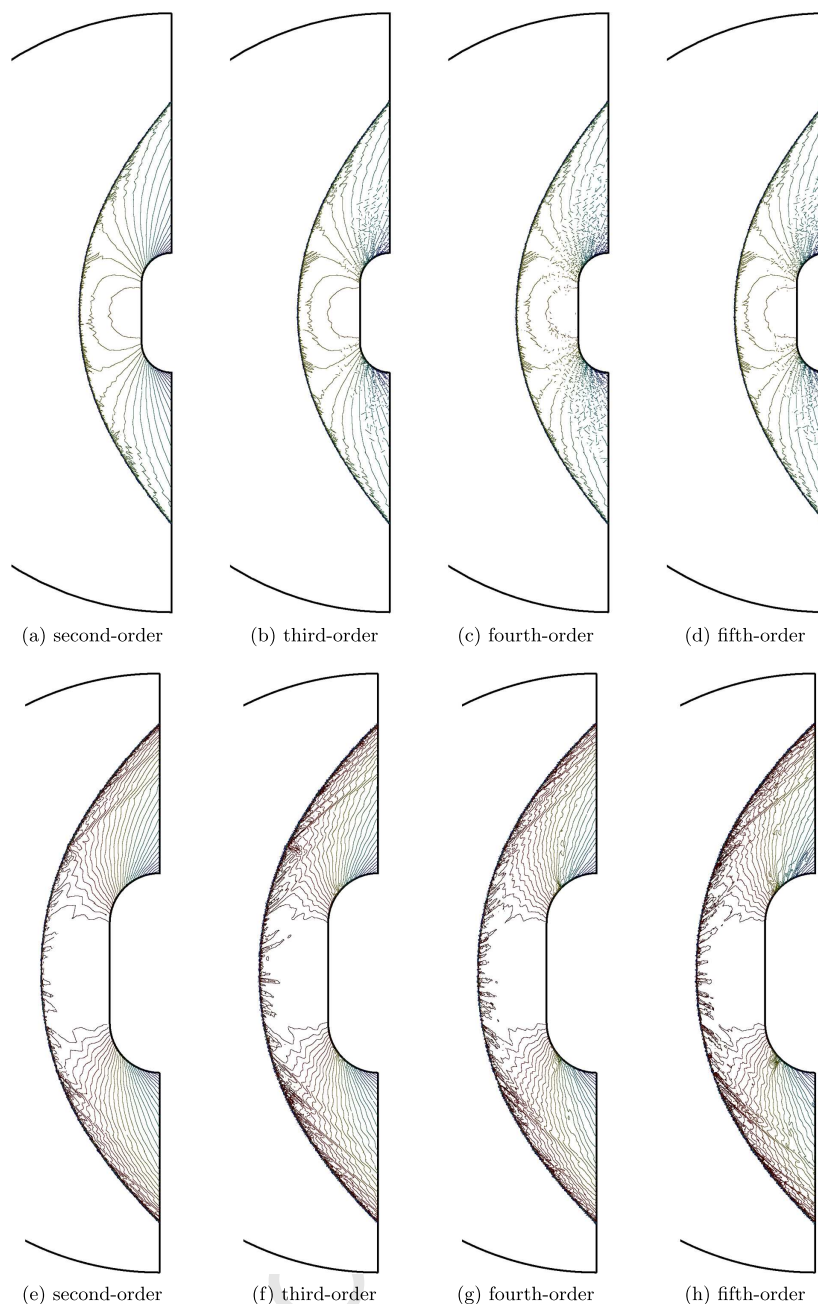 (a) second-order
(b) third-order
(c) fourth-order
(d) fifth-order
(e) second-order
(f) third-order
(g) fourth-order
(h) fifth-order